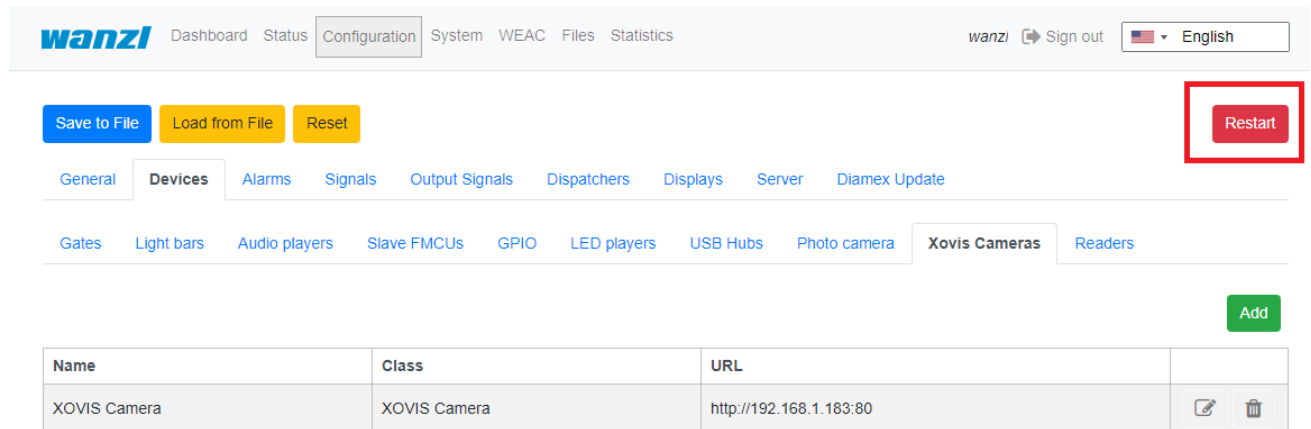 wanzl Dashboard Status Configuration System WEAC Files Statistics wanzl Sign out English
Save to File Load from File Reset Restart
General Devices Alarms Signals Output Signals Dispatchers Displays Server Diamex Update
Gates Light bars Audio players Slave FMCUs GPIO LED players USB Hubs Photo camera Xovis Cameras Readers
Add
Name Class URL
XOVIS Camera XOVIS Camera http://192.168.1.183:80